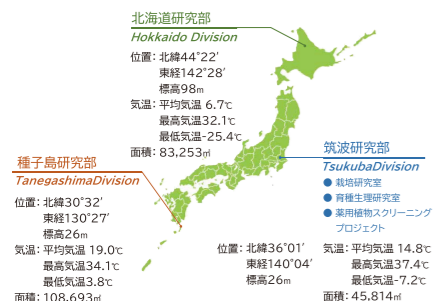 北海道研究部
Hokkaido Division
位置：北緯44°22′
東経142°28′
標高98m
気温：平均気温 6.7℃
最高気温32.1℃
最低気温-25.4℃
面積：83,253㎡
筑波研究部
TsukubaDivision
● 栽培研究室
● 育種生理研究室
● 薬用植物スクリーニング
プロジェクト
位置：北緯36°01′
東経140°04′
標高26m
気温：平均気温 14.8℃
最高気温37.4℃
最低気温-7.2℃
面積：45,814㎡
種子島研究部
TanegashimaDivision
位置：北緯30°32′
東経130°27′
標高26m
気温：平均気温 19.0℃
最高気温34.1℃
最低気温3.8℃
面積：108,693㎡